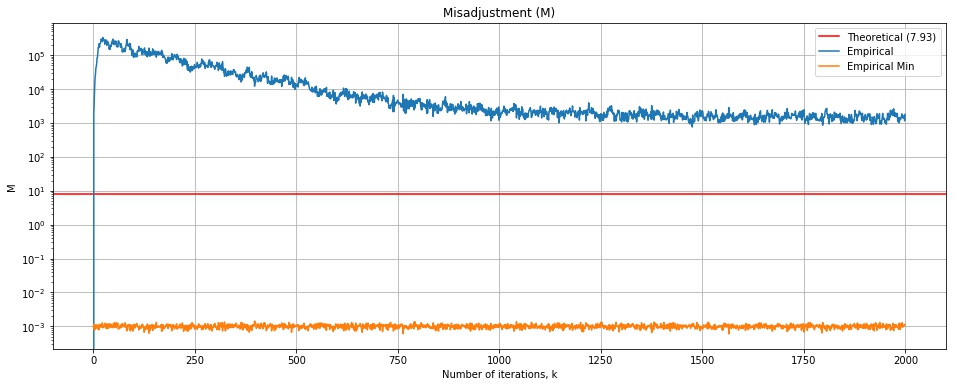 Misadjustment (M)
Theoretical (7.93)
Empirical
Empirical Min
M
10⁵
10⁴
10³
10²
10¹
10⁰
10⁻¹
10⁻²
10⁻³
0 250 500 750 1000 1250 1500 1750 2000
Number of iterations, k